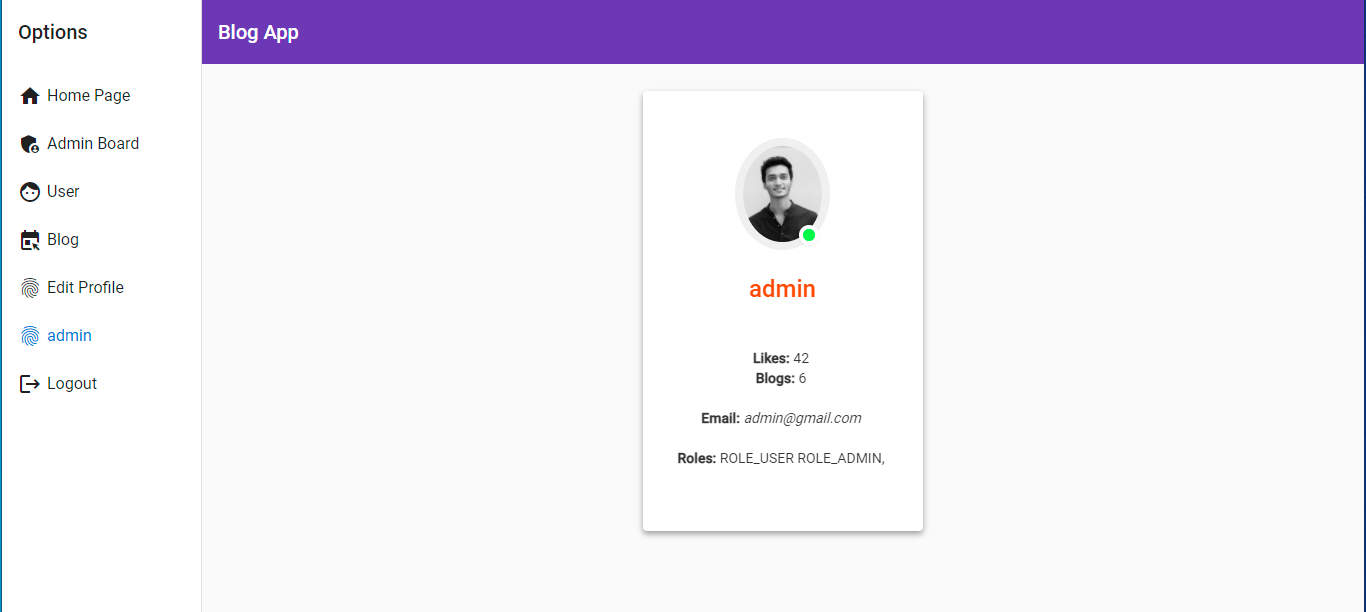 Options
Blog App
Home Page
Admin Board
User
Blog
Edit Profile
admin
Logout
admin
Likes: 42
Blogs: 6
Email: admin@gmail.com
Roles: ROLE_USER ROLE_ADMIN,